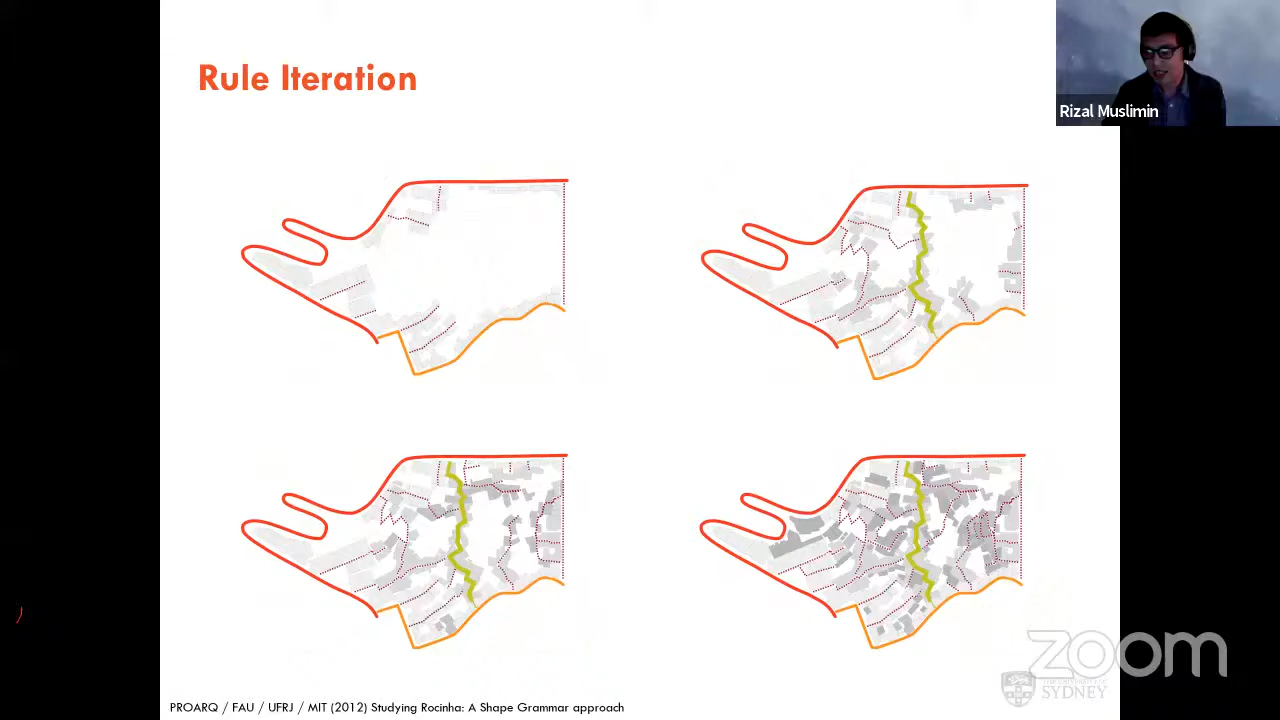 Rule Iteration
Rizal Muslimin
zoom
THE UNIVERSITY OF
SYDNEY
PROARQ / FAU / UFRJ / MIT (2012) Studying Rocinha: A Shape Grammar approach